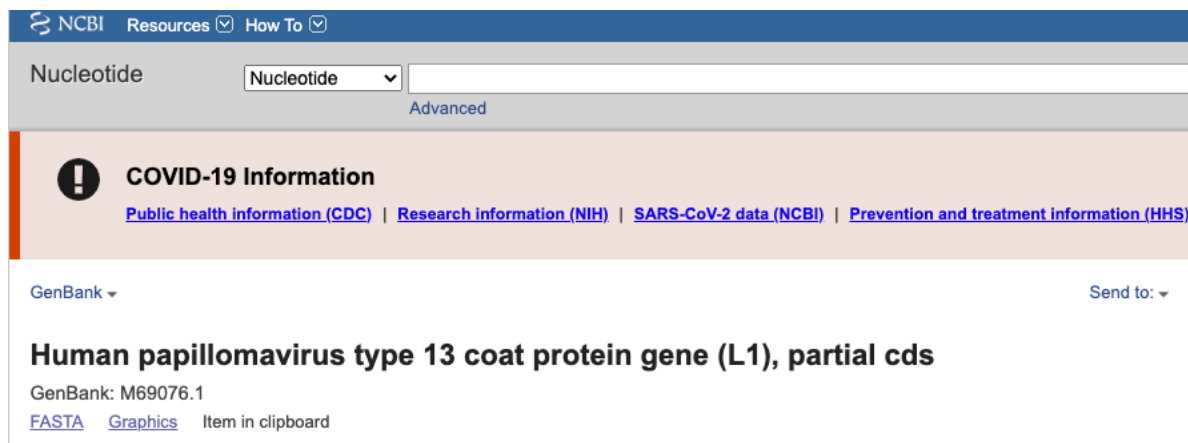 NCBI Resources How To
Nucleotide Nucleotide
Advanced
COVID-19 Information
Public health information (CDC) | Research information (NIH) | SARS-CoV-2 data (NCBI) | Prevention and treatment information (HHS)
GenBank Send to:
Human papillomavirus type 13 coat protein gene (L1), partial cds
GenBank: M69076.1
FASTA Graphics Item in clipboard